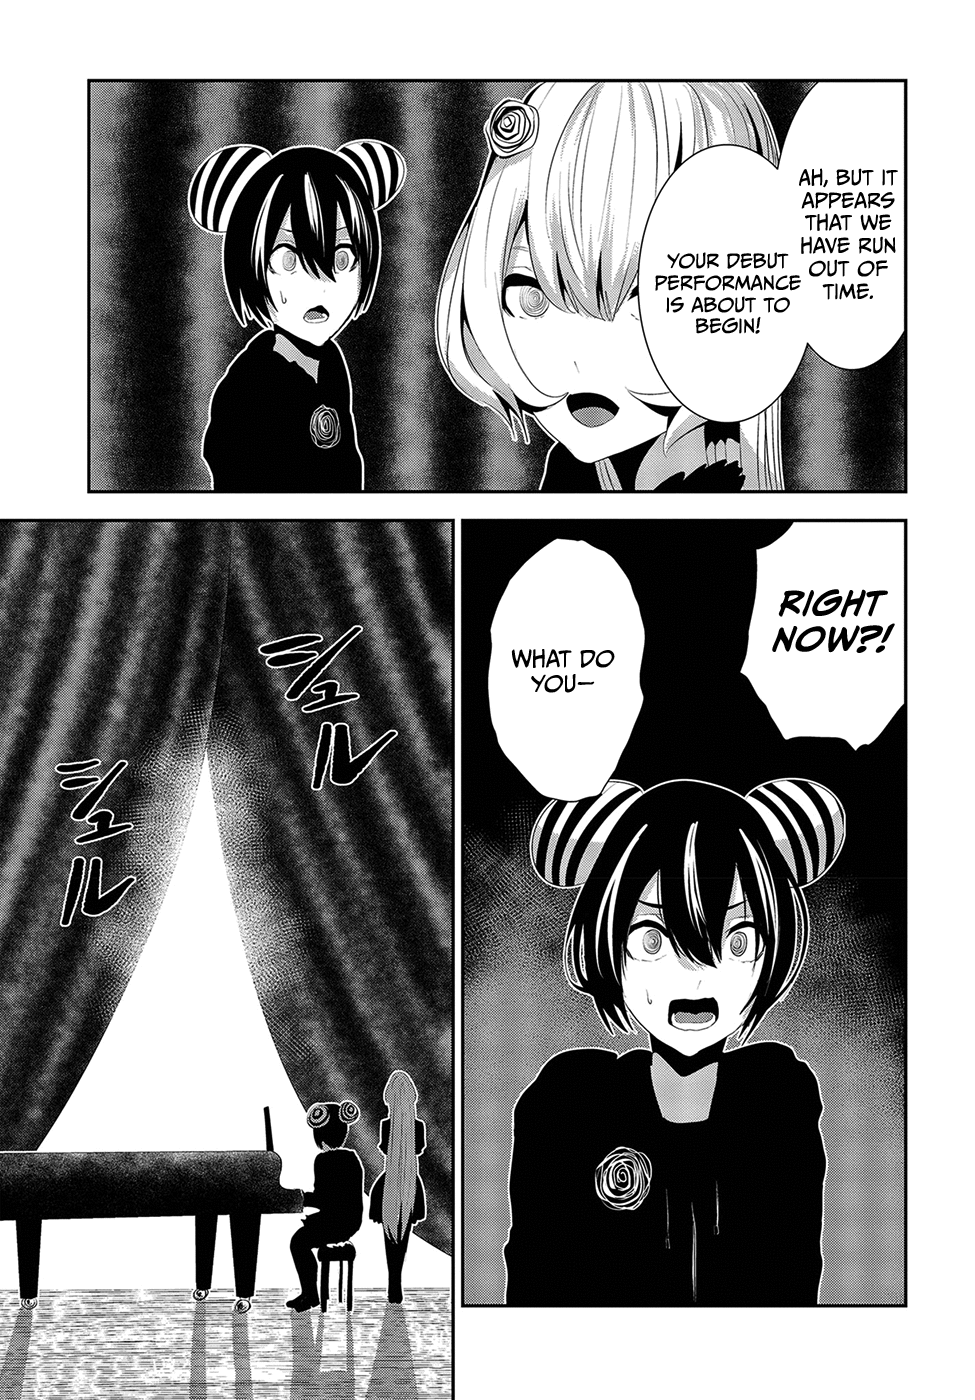 AH, BUT IT
APPEARS
THAT WE
HAVE RUN
OUT OF
TIME.
YOUR DEBUT
PERFORMANCE
IS ABOUT TO
BEGIN!
RIGHT
NOW?!
WHAT DO
YOU—
シュル
シュル